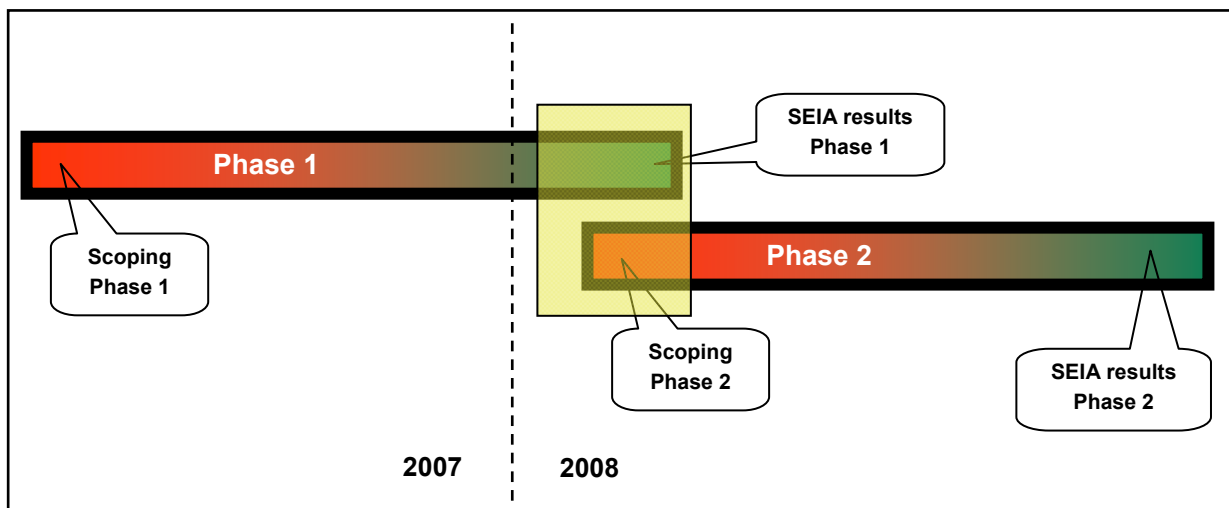 SEIA results
Phase 1
Phase 1
Scoping
Phase 1
Phase 2
Scoping
Phase 2
SEIA results
Phase 2
2007
2008